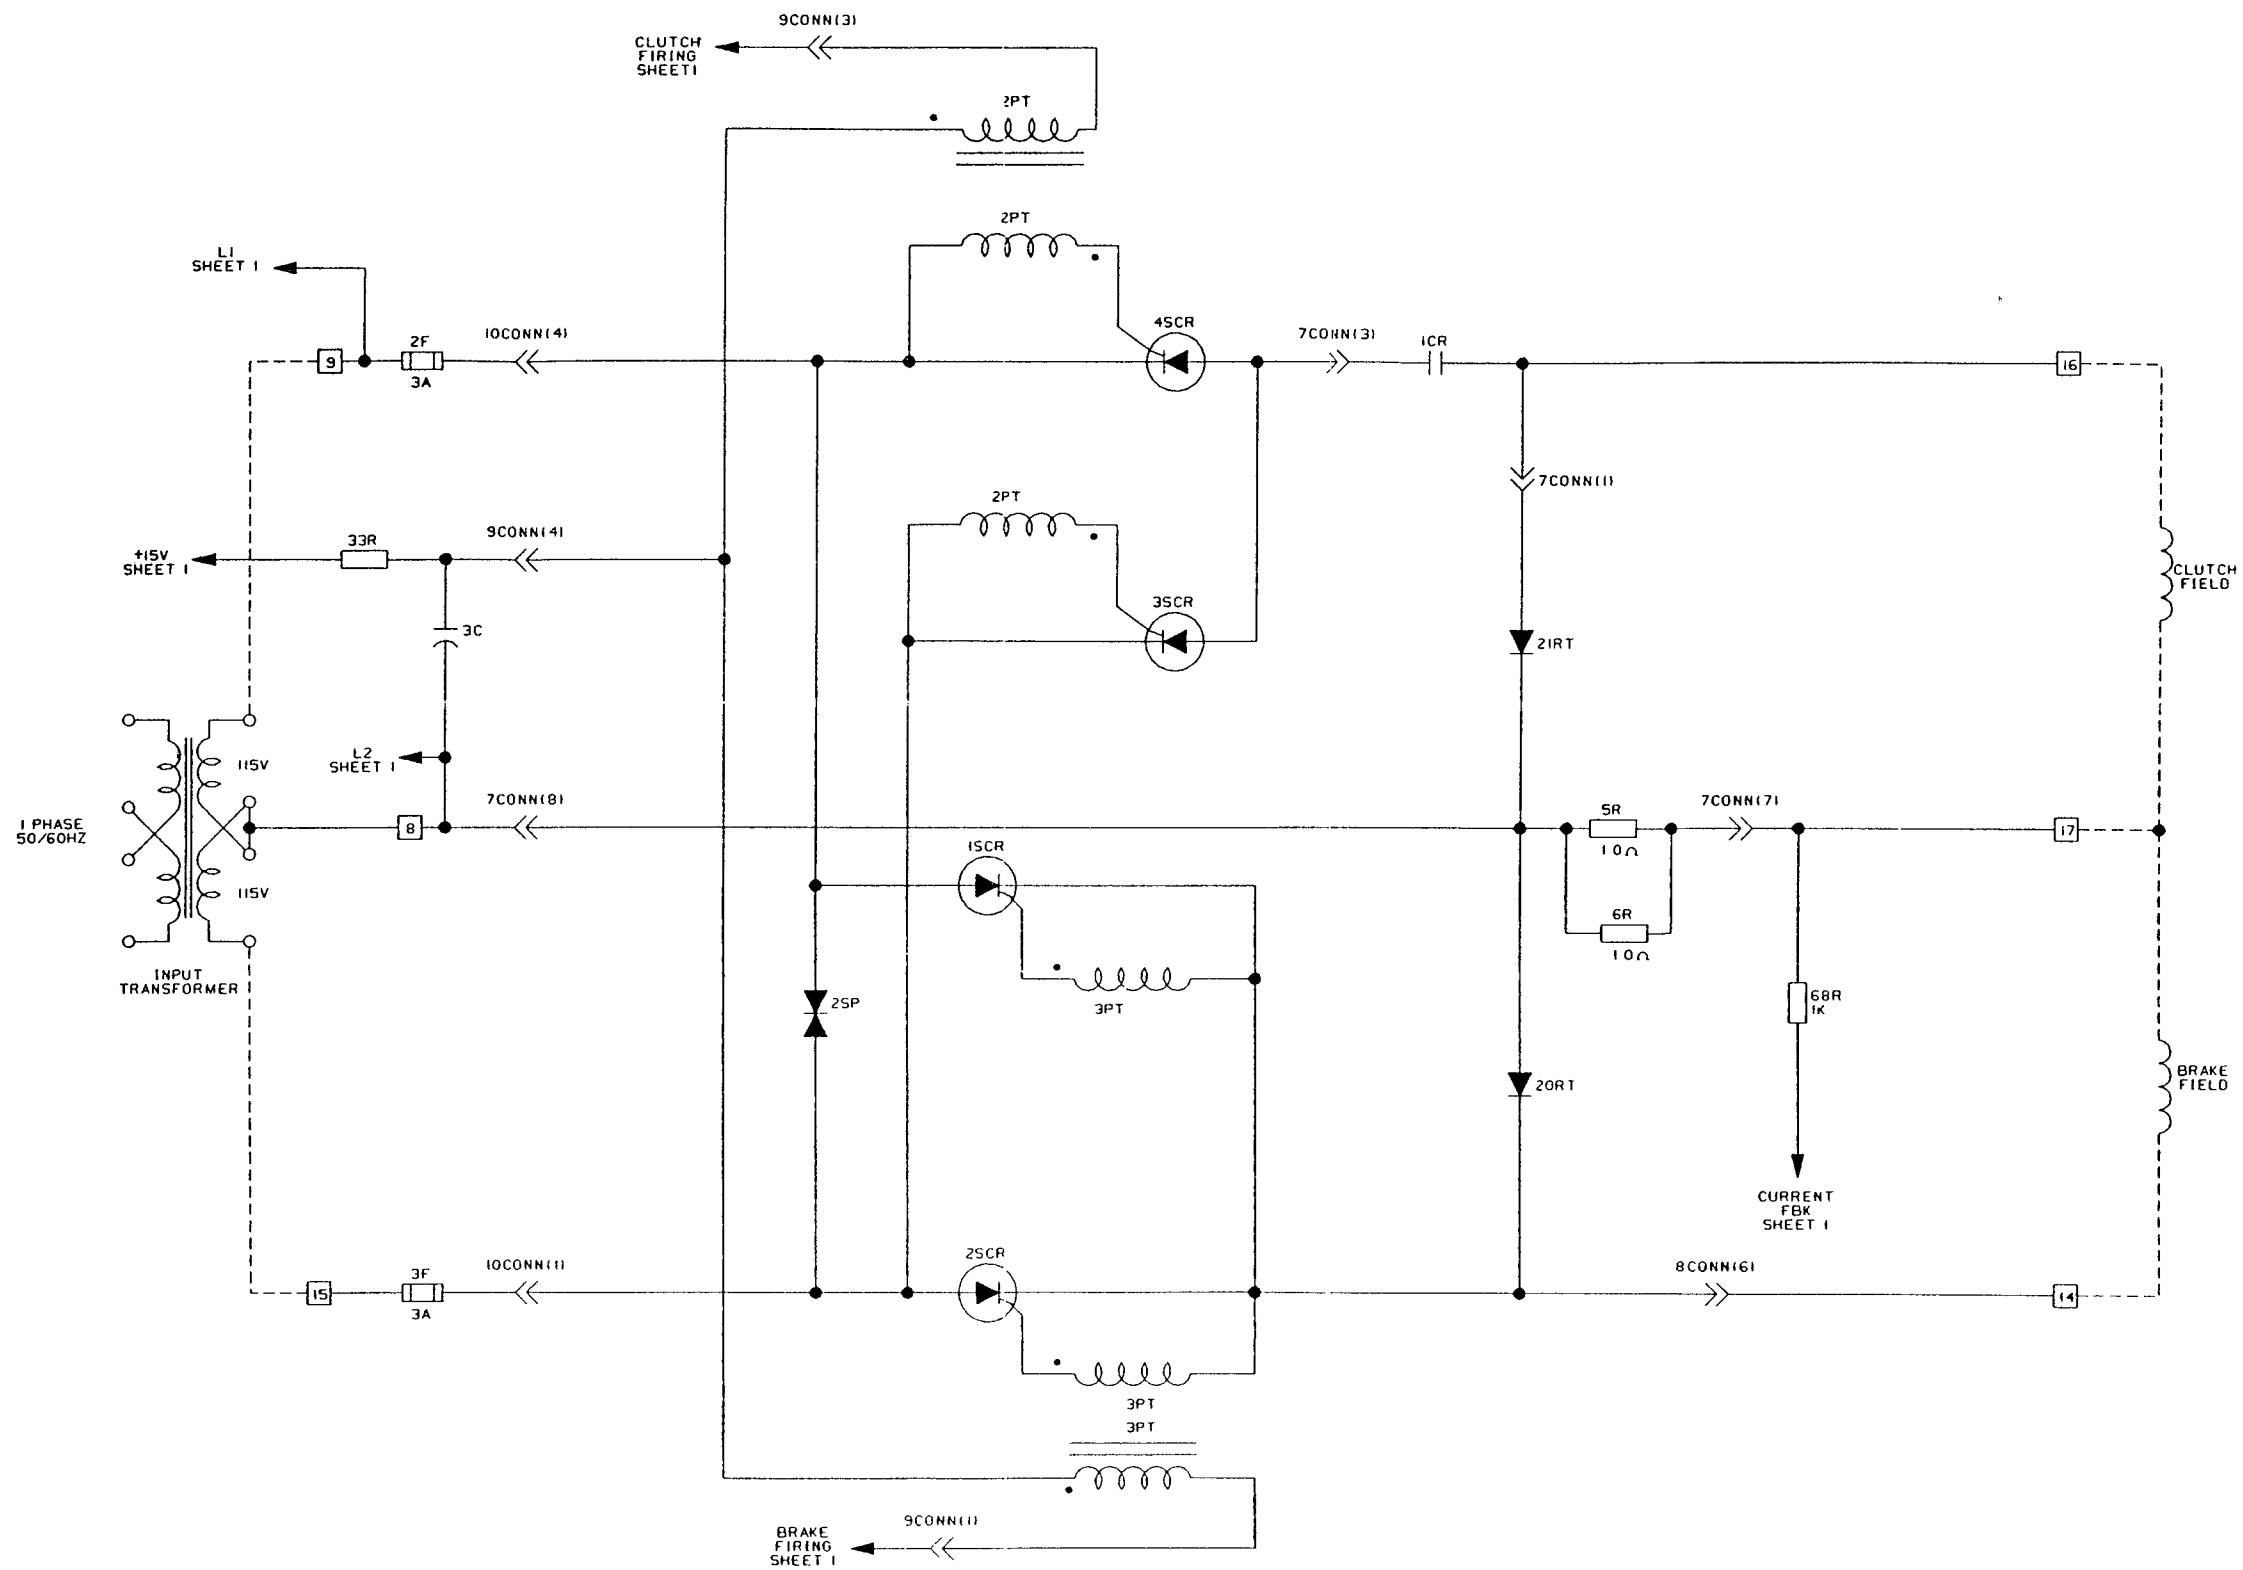 9CONN(3)
CLUTCH
FIRING
SHEET1
2PT
2PT
L1
SHEET 1
4SCR
2F
10CONN(4)
7CONN(3)
1CR
9
16
3A
7CONN(1)
2PT
9CONN(4)
33R
+15V
SHEET 1
CLUTCH
FIELD
3SCR
3C
21RT
L2
SHEET 1
115V
7CONN(8)
7CONN(7)
5R
1 PHASE
50/60HZ
8
17
1SCR
10Ω
115V
6R
10Ω
INPUT
TRANSFORMER
2SP
3PT
68R
1K
BRAKE
FIELD
20RT
CURRENT
FBK
SHEET 1
2SCR
3F
10CONN(1)
8CONN(6)
15
14
3A
3PT
3PT
9CONN(1)
BRAKE
FIRING
SHEET 1